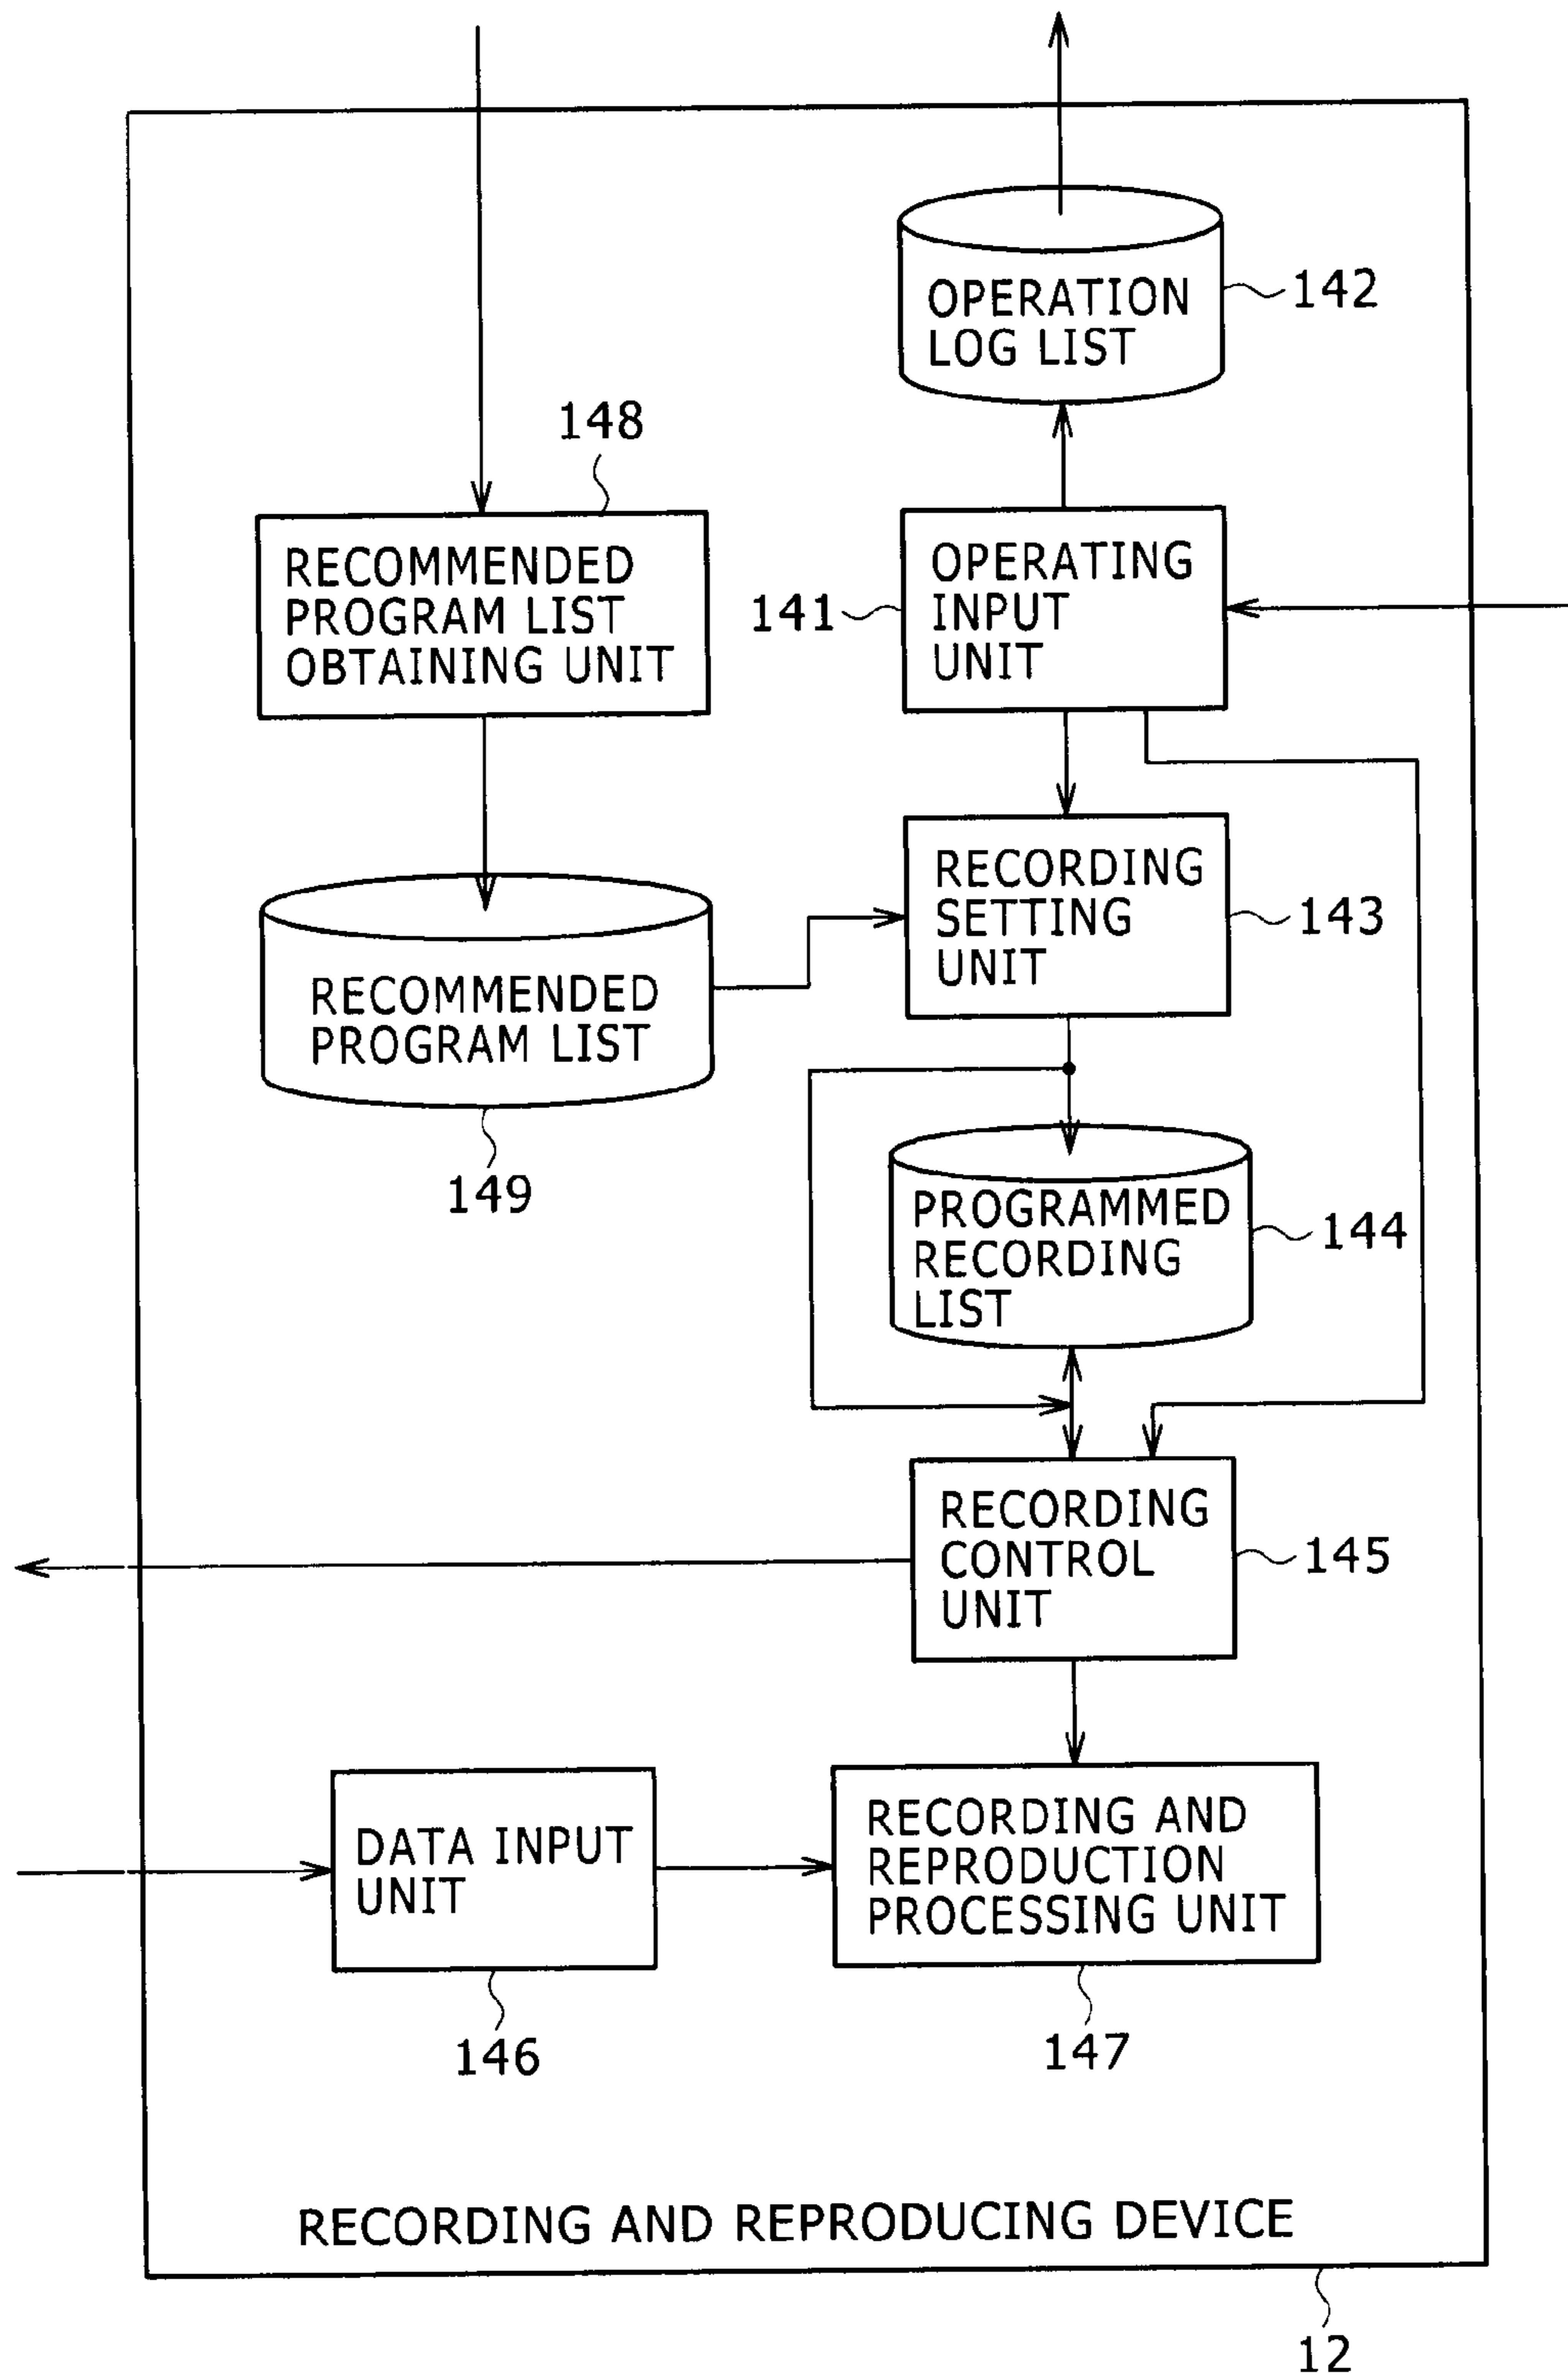 OPERATION
LOG LIST
142
148
RECOMMENDED
PROGRAM LIST
OBTAINING UNIT
141
OPERATING
INPUT
UNIT
RECORDING
SETTING
UNIT
143
RECOMMENDED
PROGRAM LIST
149
PROGRAMMED
RECORDING
LIST
144
RECORDING
CONTROL
UNIT
145
DATA INPUT
UNIT
146
RECORDING AND
REPRODUCTION
PROCESSING UNIT
147
RECORDING AND REPRODUCING DEVICE
12